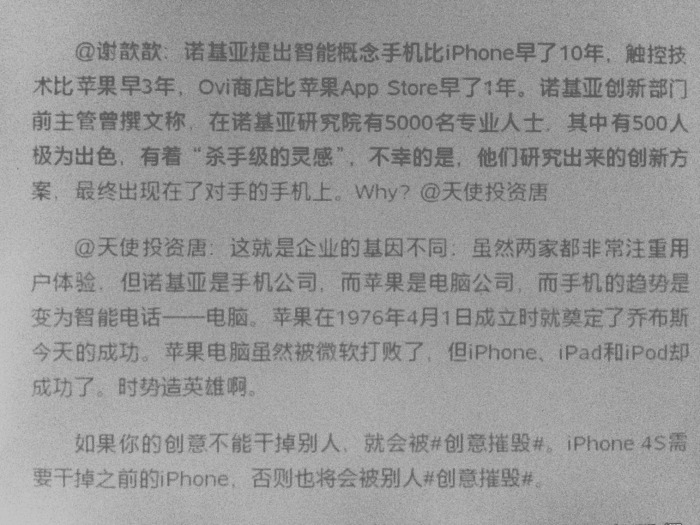 @谢歆歆：诺基亚提出智能概念手机比iPhone早了10年，触控技
术比苹果早3年，Ovi商店比苹果App Store早了1年。诺基亚创新部门
前主管曾撰文称，在诺基亚研究院有5000名专业人士，其中有500人
极为出色，有着“杀手级的灵感”，不幸的是，他们研究出来的创新方
案，最终出现在了对手的手机上。Why？@天使投资唐
@天使投资唐：这就是企业的基因不同：虽然两家都非常注重用
户体验，但诺基亚是手机公司，而苹果是电脑公司，而手机的趋势是
变为智能电话——电脑。苹果在1976年4月1日成立时就奠定了乔布斯
今天的成功。苹果电脑虽然被微软打败了，但iPhone、iPad和iPod却
成功了。时势造英雄啊。
如果你的创意不能干掉别人，就会被#创意摧毁#。iPhone 4S需
要干掉之前的iPhone，否则也将会被别人#创意摧毁#。